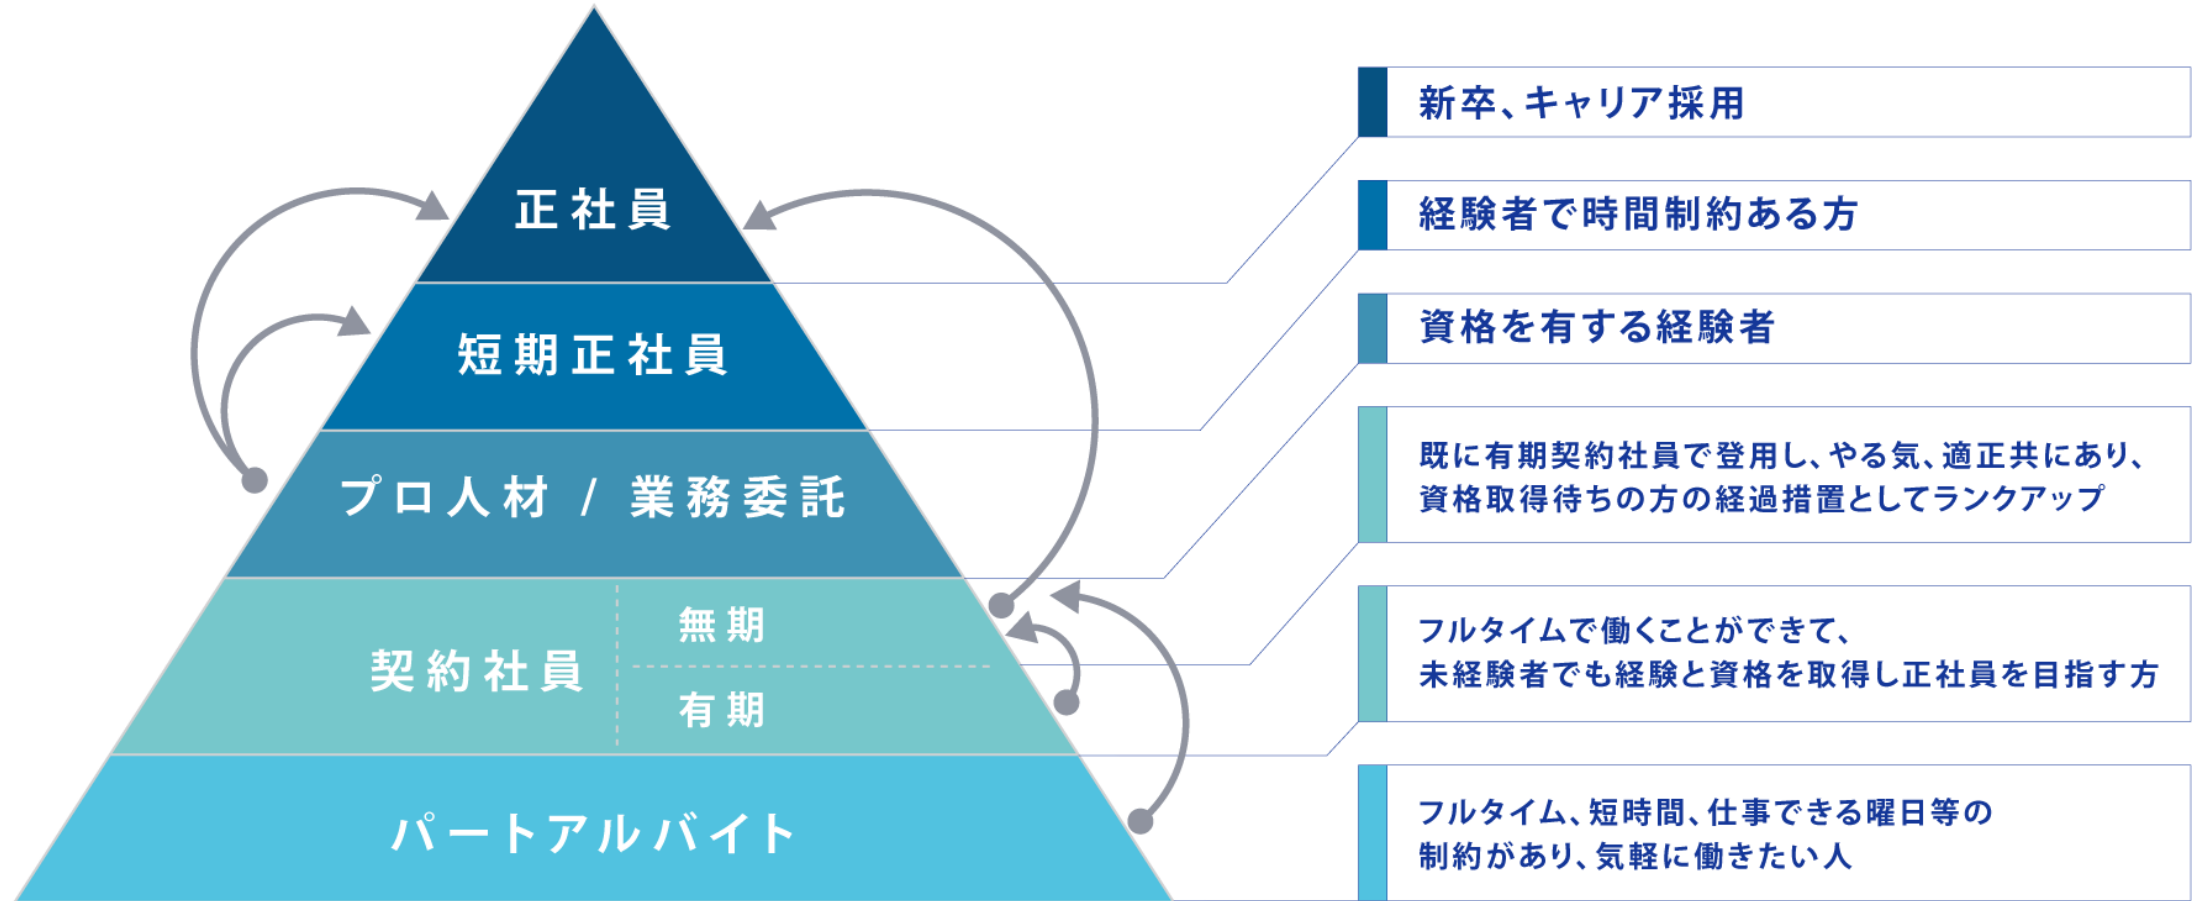 正社員
短期正社員
プロ人材 / 業務委託
契約社員
無期
有期
パートアルバイト
新卒、キャリア採用
経験者で時間制約ある方
資格を有する経験者
既に有期契約社員で登用し、やる気、適正共にあり、
資格取得待ちの方の経過措置としてランクアップ
フルタイムで働くことができて、
未経験者でも経験と資格を取得し正社員を目指す方
フルタイム、短時間、仕事できる曜日等の
制約があり、気軽に働きたい人